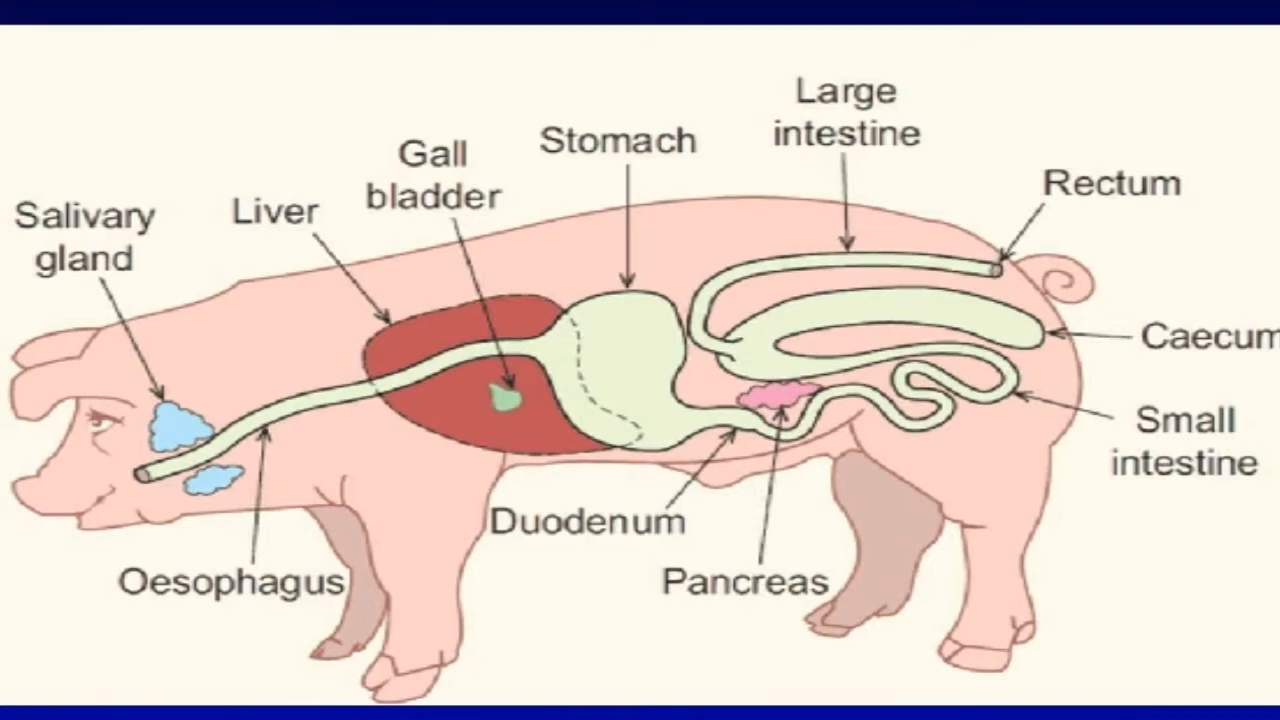 Large
intestine
Stomach
Gall
bladder
Rectum
Liver
Salivary
gland
Caecum
Small
intestine
Duodenum
Oesophagus
Pancreas